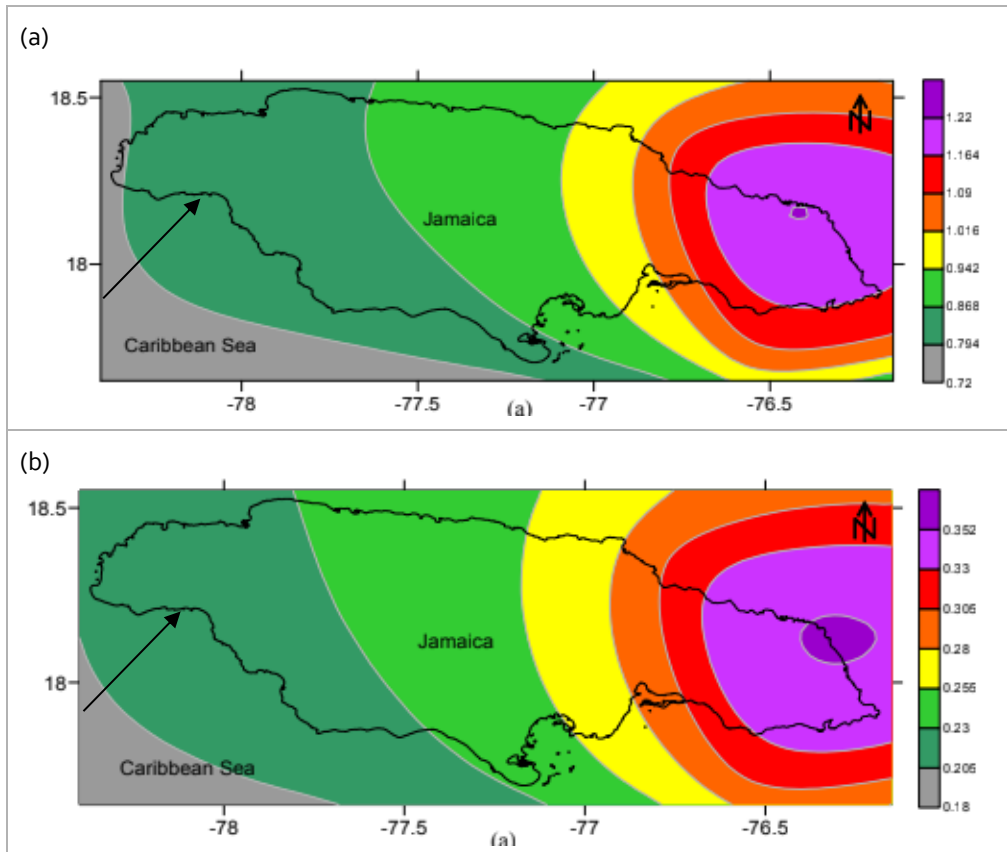 (a)
18.5
18
Jamaica
Caribbean Sea
N
1.22
1.164
1.09
1.016
0.942
0.868
0.794
0.72
-78
-77.5
-77
-76.5
(a)
(b)
18.5
18
Jamaica
Caribbean Sea
N
0.352
0.33
0.305
0.28
0.255
0.23
0.205
0.18
-78
-77.5
-77
-76.5
(a)